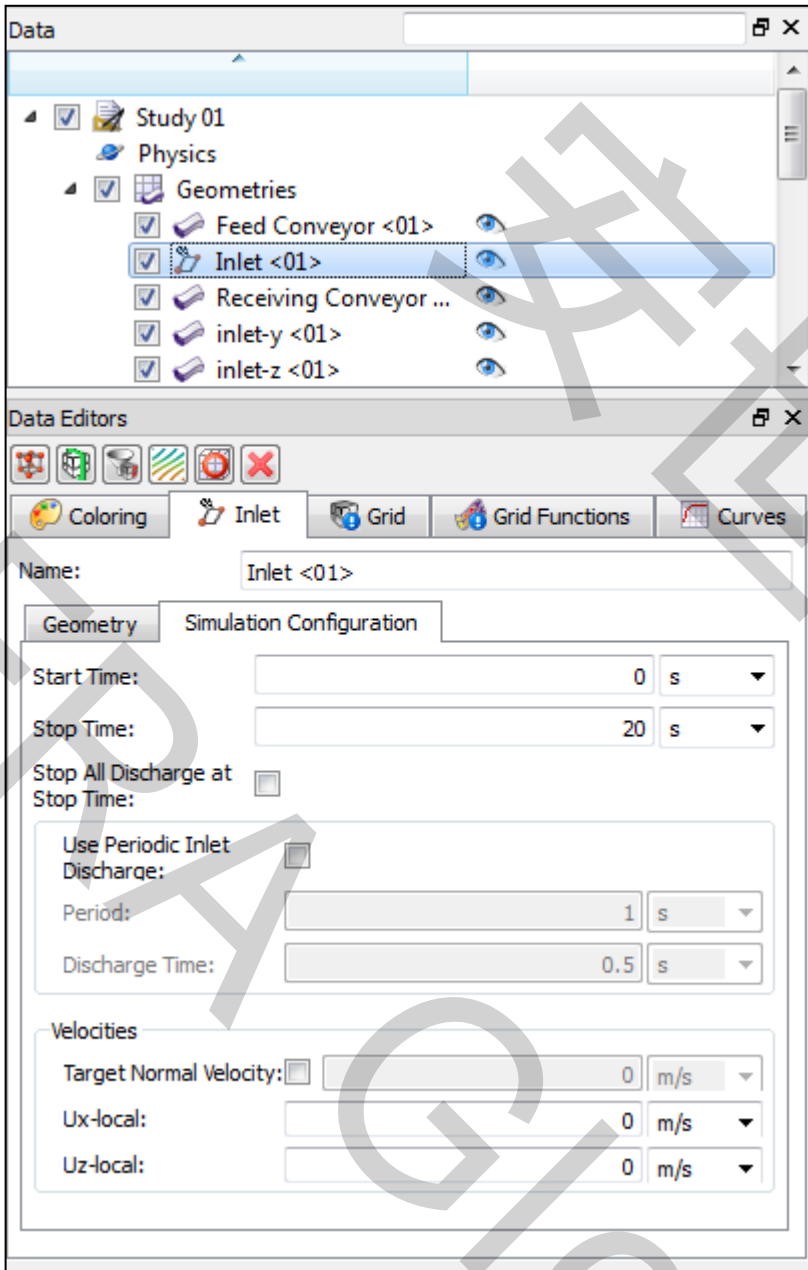 Data
Study 01
Physics
Geometries
Feed Conveyor <01>
Inlet <01>
Receiving Conveyor ...
inlet-y <01>
inlet-z <01>
Data Editors
Coloring Inlet Grid Grid Functions Curves
Name: Inlet <01>
Geometry Simulation Configuration
Start Time: 0 s
Stop Time: 20 s
Stop All Discharge at
Stop Time:
Use Periodic Inlet
Discharge:
Period: 1 s
Discharge Time: 0.5 s
Velocities
Target Normal Velocity: 0 m/s
Ux-local: 0 m/s
Uz-local: 0 m/s